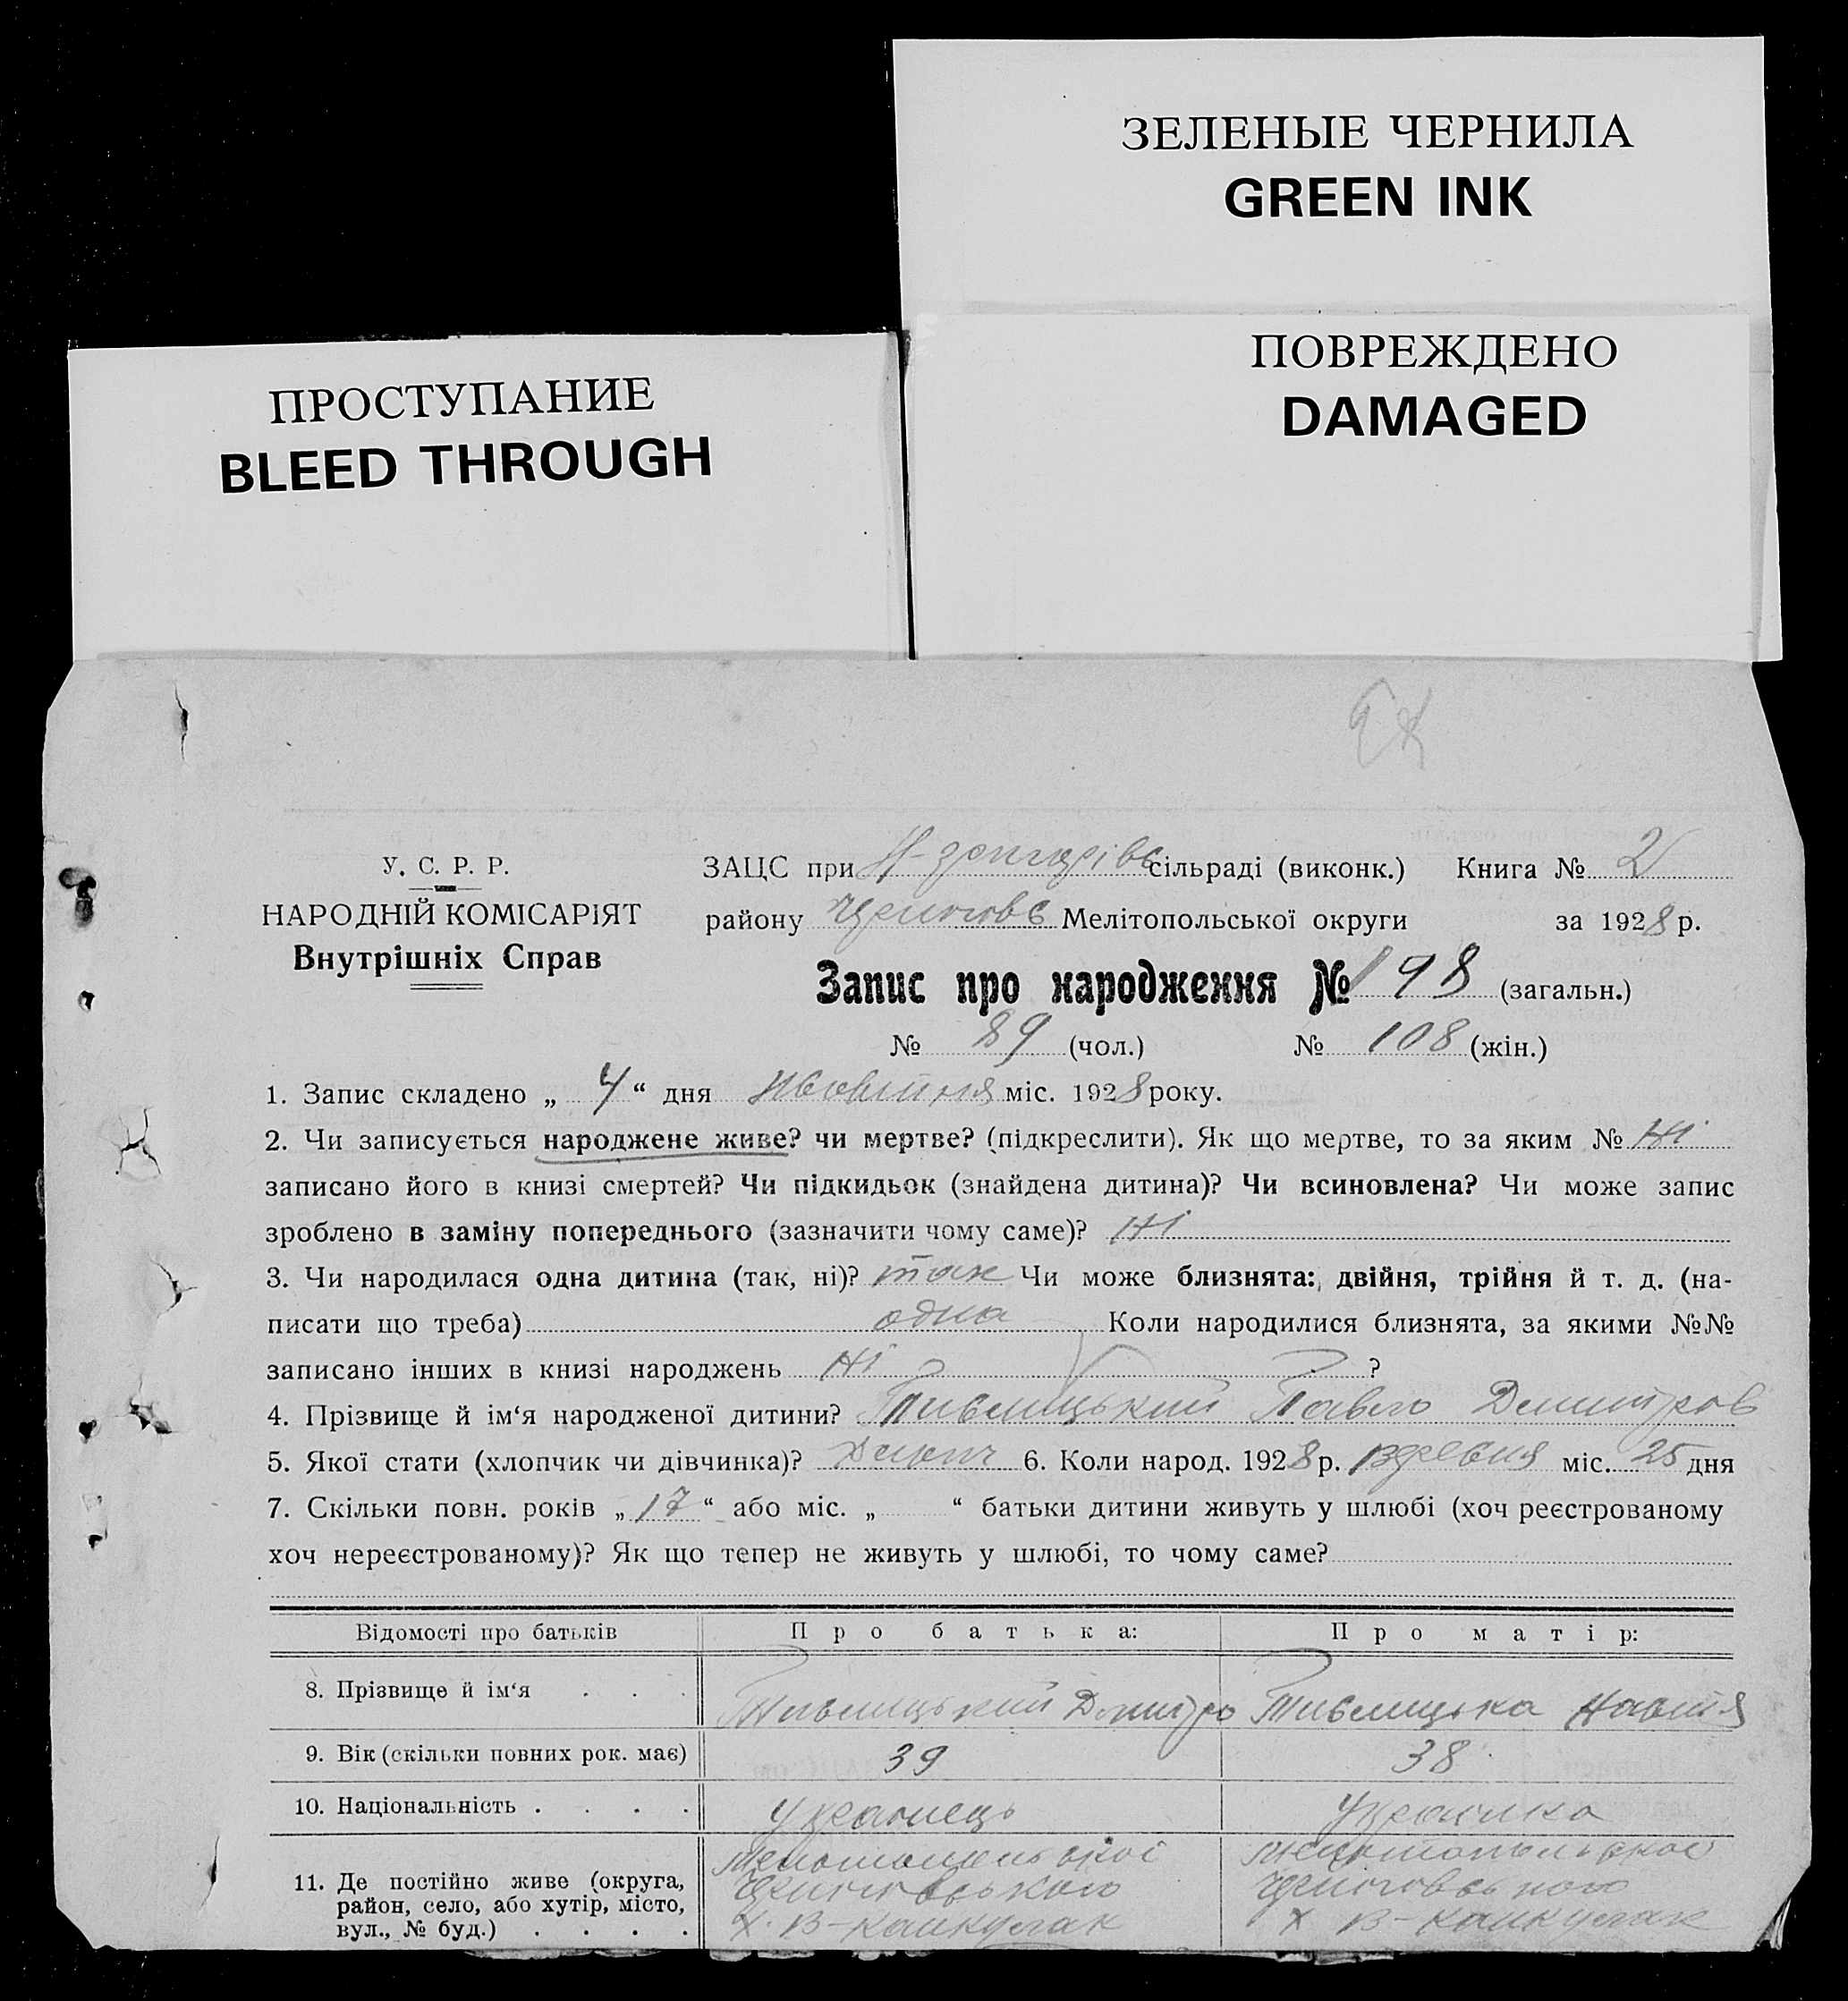 ЗЕЛЕНЫЕ ЧЕРНИЛА
GREEN INK
ПОВРЕЖДЕНО
DAMAGED
ПРОСТУПАНИЕ
BLEED THROUGH
У. С. Р. Р.
НАРОДНІЙ КОМІСАРІЯТ
Внутрішніх Справ
ЗАЦС при сільраді (виконк.) Книга № 2
району Мелітопольської округи за 1928 р.
Запис про народження № 198 (загальн.)
№ 89 (чол.) № 108 (жін.)
1. Запис складено „ 4 “ дня міс. 1928 року.
2. Чи записується народжене живе? чи мертве? (підкреслити). Як що мертве, то за яким № Ні
записано його в книзі смертей? Чи підкидьок (знайдена дитина)? Чи всиновлена? Чи може запис
зроблено в заміну попереднього (зазначити чому саме)? Ні
3. Чи народилася одна дитина (так, ні)? так Чи може близнята: двійня, трійня й т. д. (на-
писати що треба) одна Коли народилися близнята, за якими №№
записано інших в книзі народжень Ні ?
4. Прізвище й ім‘я народженої дитини? Павло
5. Якої стати (хлопчик чи дівчинка)? 6. Коли народ. 1928 р. міс. 25 дня
7. Скільки повн. років „ 17 “ або міс. „ “ батьки дитини живуть у шлюбі (хоч реєстрованому
хоч нереєстрованому)? Як що тепер не живуть у шлюбі, то чому саме?
Відомості про батьків Про батька: Про матір:
8. Прізвище й ім‘я . . . Дмитро
9. Вік (скільки повних рок. має) 39 38
10. Національність . . . . Украинець Украинка
11. Де постійно живе (округа,
район, село, або хутір, місто,
вул., № буд.) . . . .